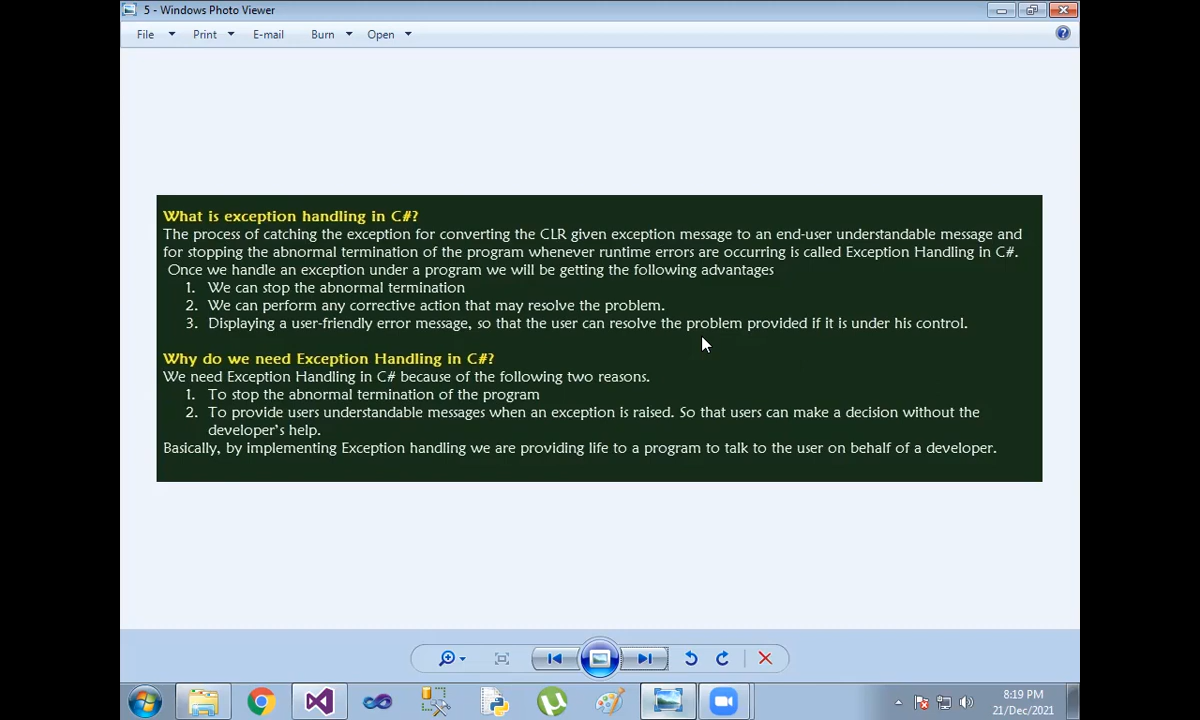 5 - Windows Photo Viewer
File Print E-mail Burn Open
What is exception handling in C#?
The process of catching the exception for converting the CLR given exception message to an end-user understandable message and
for stopping the abnormal termination of the program whenever runtime errors are occurring is called Exception Handling in C#.
Once we handle an exception under a program we will be getting the following advantages
1. We can stop the abnormal termination
2. We can perform any corrective action that may resolve the problem.
3. Displaying a user-friendly error message, so that the user can resolve the problem provided if it is under his control.
Why do we need Exception Handling in C#?
We need Exception Handling in C# because of the following two reasons.
1. To stop the abnormal termination of the program
2. To provide users understandable messages when an exception is raised. So that users can make a decision without the
developer's help.
Basically, by implementing Exception handling we are providing life to a program to talk to the user on behalf of a developer.
8:19 PM
21/Dec/2021